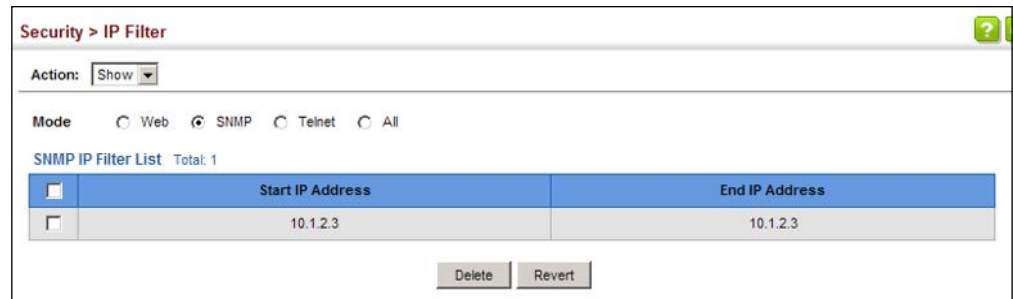 Security > IP Filter ?
Action: Show
Mode Web SNMP Telnet All
SNMP IP Filter List Total: 1
Start IP Address End IP Address
10.1.2.3 10.1.2.3
Delete Revert